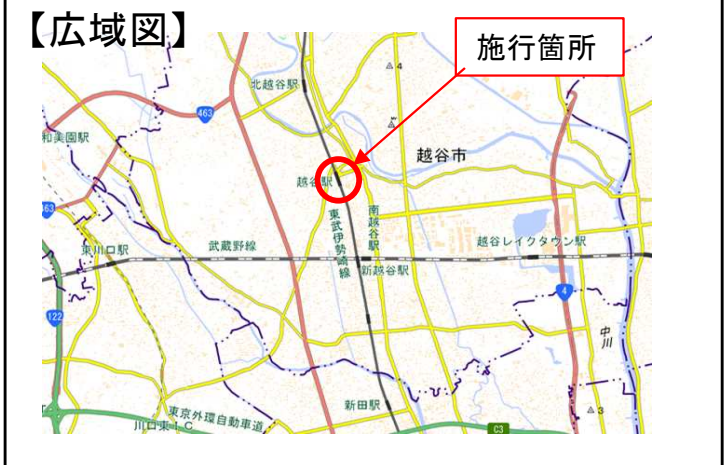 【広域図】
施行箇所
4
北越谷駅
463
和美園駅
越谷市
越谷駅
東武伊勢崎線
南越谷駅
463
東川口駅
武蔵野線
越谷レイクタウン駅
新越谷駅
4
122
中川
新田駅
東京外環自動車道
川口東IC
3
C3